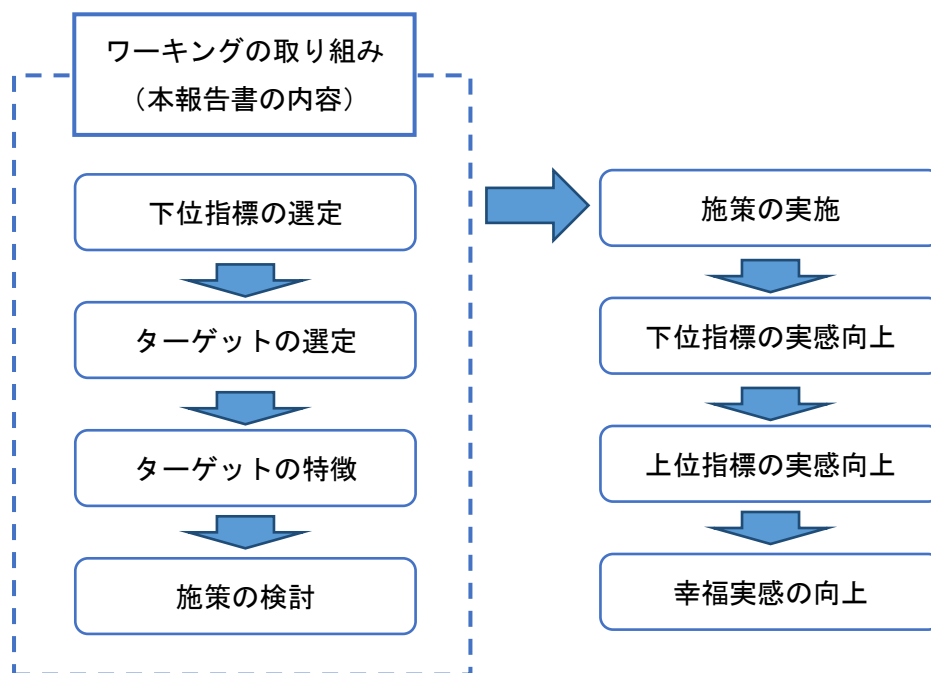 ワーキングの取り組み
（本報告書の内容）
下位指標の選定
ターゲットの選定
ターゲットの特徴
施策の検討
施策の実施
下位指標の実感向上
上位指標の実感向上
幸福実感の向上